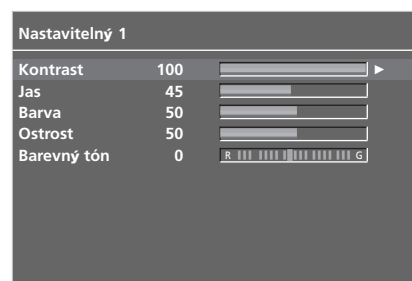 Nastavitelný 1
Kontrast 100
Jas 45
Barva 50
Ostrost 50
Barevný tón 0 R G